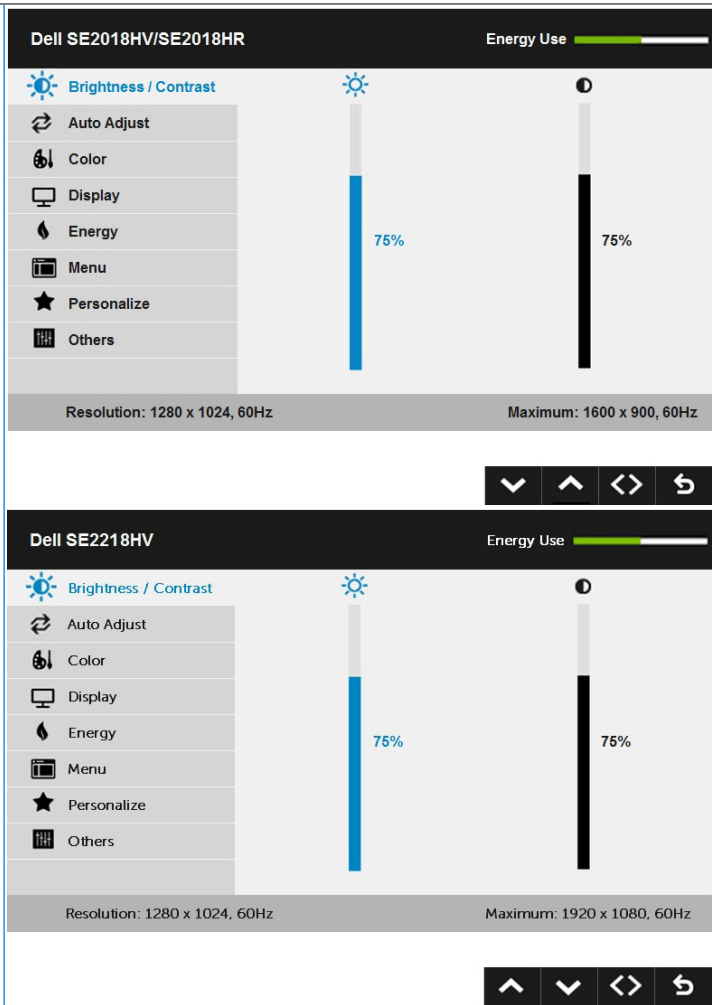 Dell SE2018HV/SE2018HR
Energy Use
Brightness / Contrast
Auto Adjust
Color
Display
Energy
Menu
Personalize
Others
75%
75%
Resolution: 1280 x 1024, 60Hz
Maximum: 1600 x 900, 60Hz
Dell SE2218HV
Energy Use
Brightness / Contrast
Auto Adjust
Color
Display
Energy
Menu
Personalize
Others
75%
75%
Resolution: 1280 x 1024, 60Hz
Maximum: 1920 x 1080, 60Hz